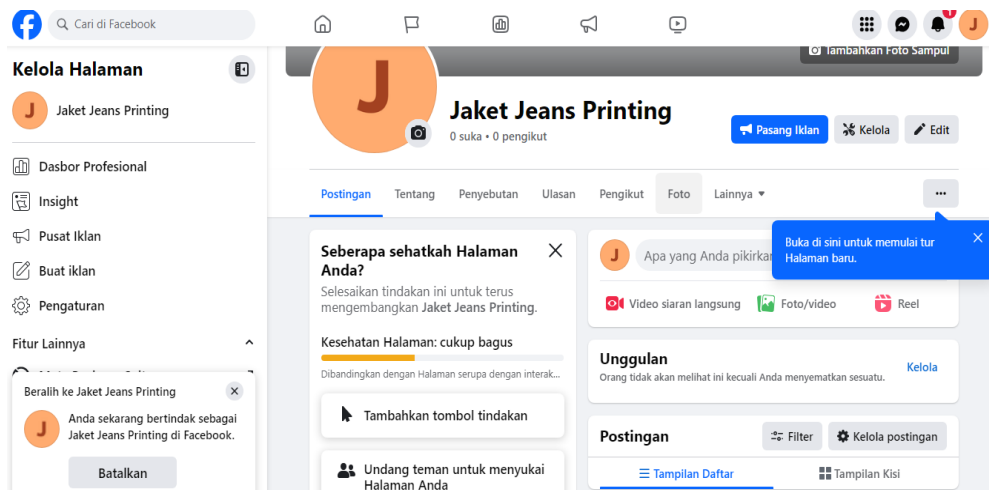 Cari di Facebook
1
J
Kelola Halaman
J Jaket Jeans Printing
Dasbor Profesional
Insight
Pusat Iklan
Buat iklan
Pengaturan
Fitur Lainnya
Beralih ke Jaket Jeans Printing
J
Anda sekarang bertindak sebagai
Jaket Jeans Printing di Facebook.
Batalkan
Tambahkan Foto Sampul
J
Jaket Jeans Printing
0 suka • 0 pengikut
Pasang Iklan
Kelola
Edit
Postingan Tentang Penyebutan Ulasan Pengikut Foto Lainnya
Buka di sini untuk memulai tur
Halaman baru.
Seberapa sehatkah Halaman
Anda?
Selesaikan tindakan ini untuk terus
mengembangkan Jaket Jeans Printing.
Kesehatan Halaman: cukup bagus
Dibandingkan dengan Halaman serupa dengan interak...
Tambahkan tombol tindakan
Undang teman untuk menyukai
Halaman Anda
J Apa yang Anda pikirkan
Video siaran langsung Foto/video Reel
Unggulan
Orang tidak akan melihat ini kecuali Anda menyematkan sesuatu.
Kelola
Postingan
Filter
Kelola postingan
Tampilan Daftar
Tampilan Kisi